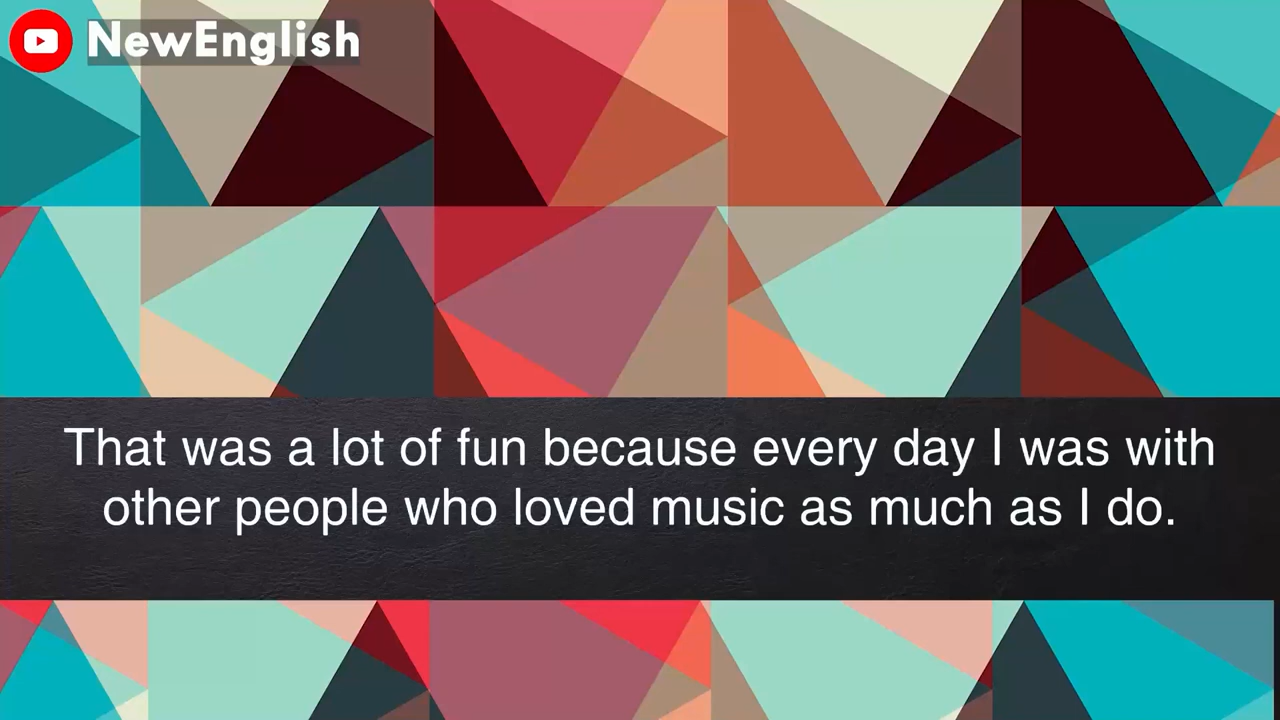 NewEnglish
That was a lot of fun because every day I was with
other people who loved music as much as I do.